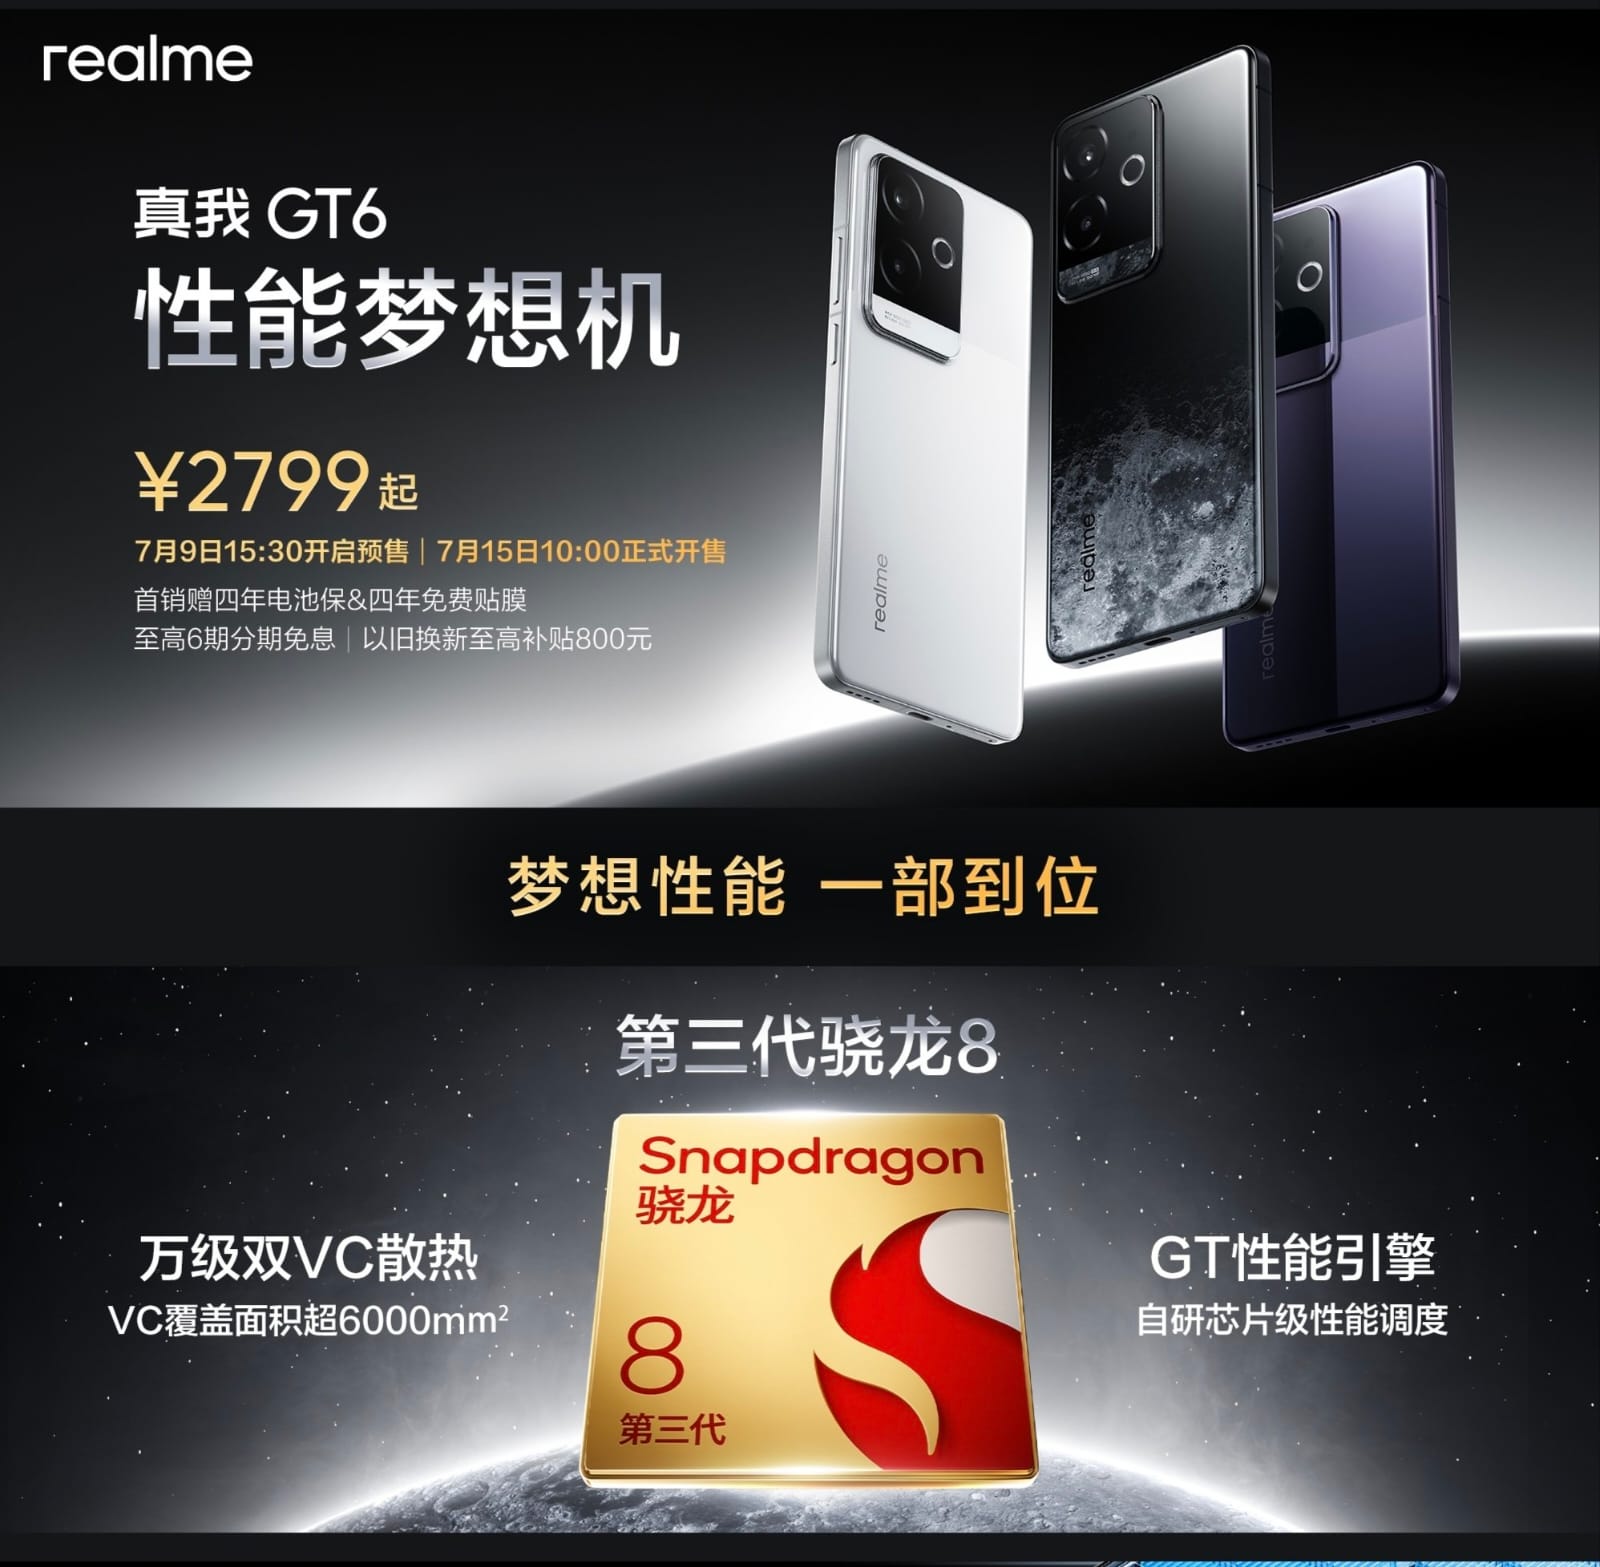 realme
真我 GT6
性能梦想机
¥2799起
7月9日15:30开启预售｜7月15日10:00正式开售
首销赠四年电池保&四年免费贴膜
至高6期分期免息｜以旧换新至高补贴800元
realme
realme
realme
梦想性能 一部到位
第三代骁龙8
Snapdragon
骁龙
8
第三代
万级双VC散热
VC覆盖面积超6000mm²
GT性能引擎
自研芯片级性能调度